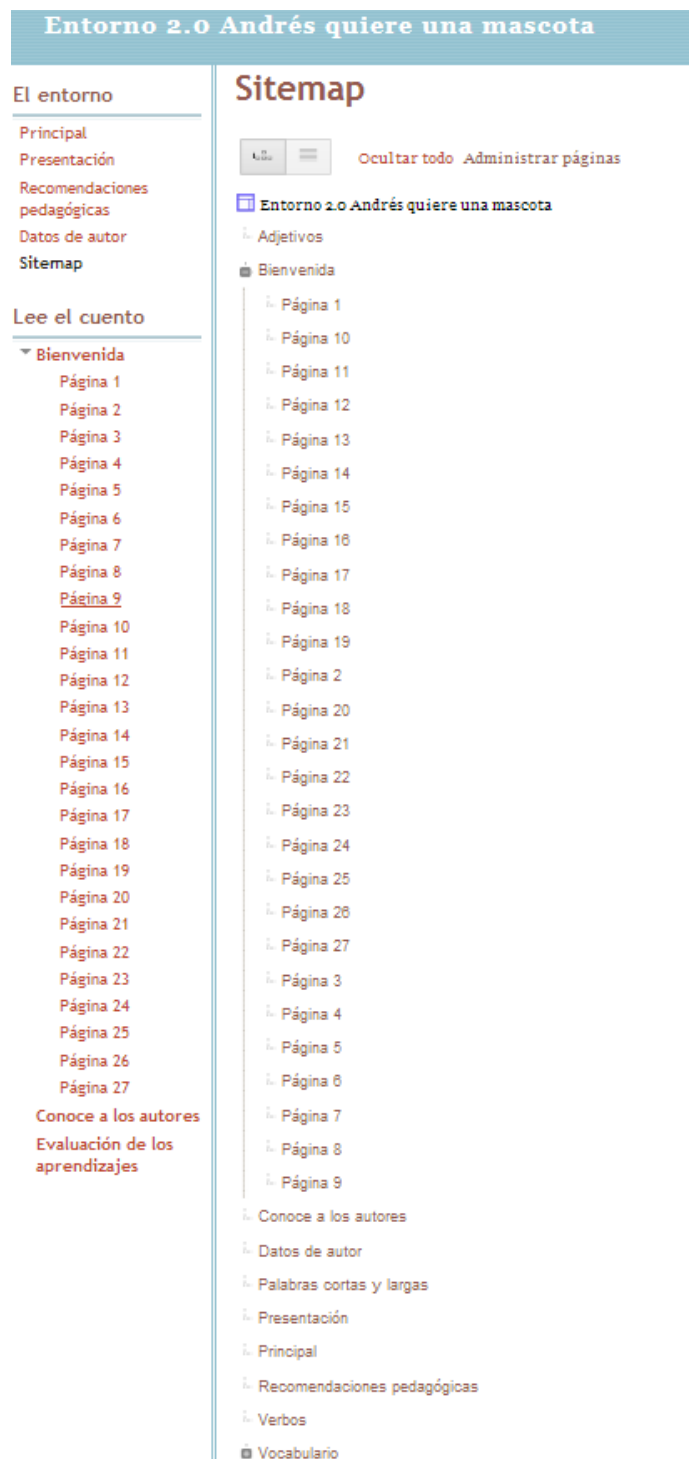 Entorno 2.0 Andrés quiere una mascota
El entorno
Principal
Presentación
Recomendaciones
pedagógicas
Datos de autor
Sitemap
Lee el cuento
Bienvenida
Página 1
Página 2
Página 3
Página 4
Página 5
Página 6
Página 7
Página 8
Página 9
Página 10
Página 11
Página 12
Página 13
Página 14
Página 15
Página 16
Página 17
Página 18
Página 19
Página 20
Página 21
Página 22
Página 23
Página 24
Página 25
Página 26
Página 27
Conoce a los autores
Evaluación de los
aprendizajes
Sitemap
Ocultar todo Administrar páginas
Entorno 2.0 Andrés quiere una mascota
Adjetivos
Bienvenida
Página 1
Página 10
Página 11
Página 12
Página 13
Página 14
Página 15
Página 16
Página 17
Página 18
Página 19
Página 2
Página 20
Página 21
Página 22
Página 23
Página 24
Página 25
Página 26
Página 27
Página 3
Página 4
Página 5
Página 6
Página 7
Página 8
Página 9
Conoce a los autores
Datos de autor
Palabras cortas y largas
Presentación
Principal
Recomendaciones pedagógicas
Verbos
Vocabulario